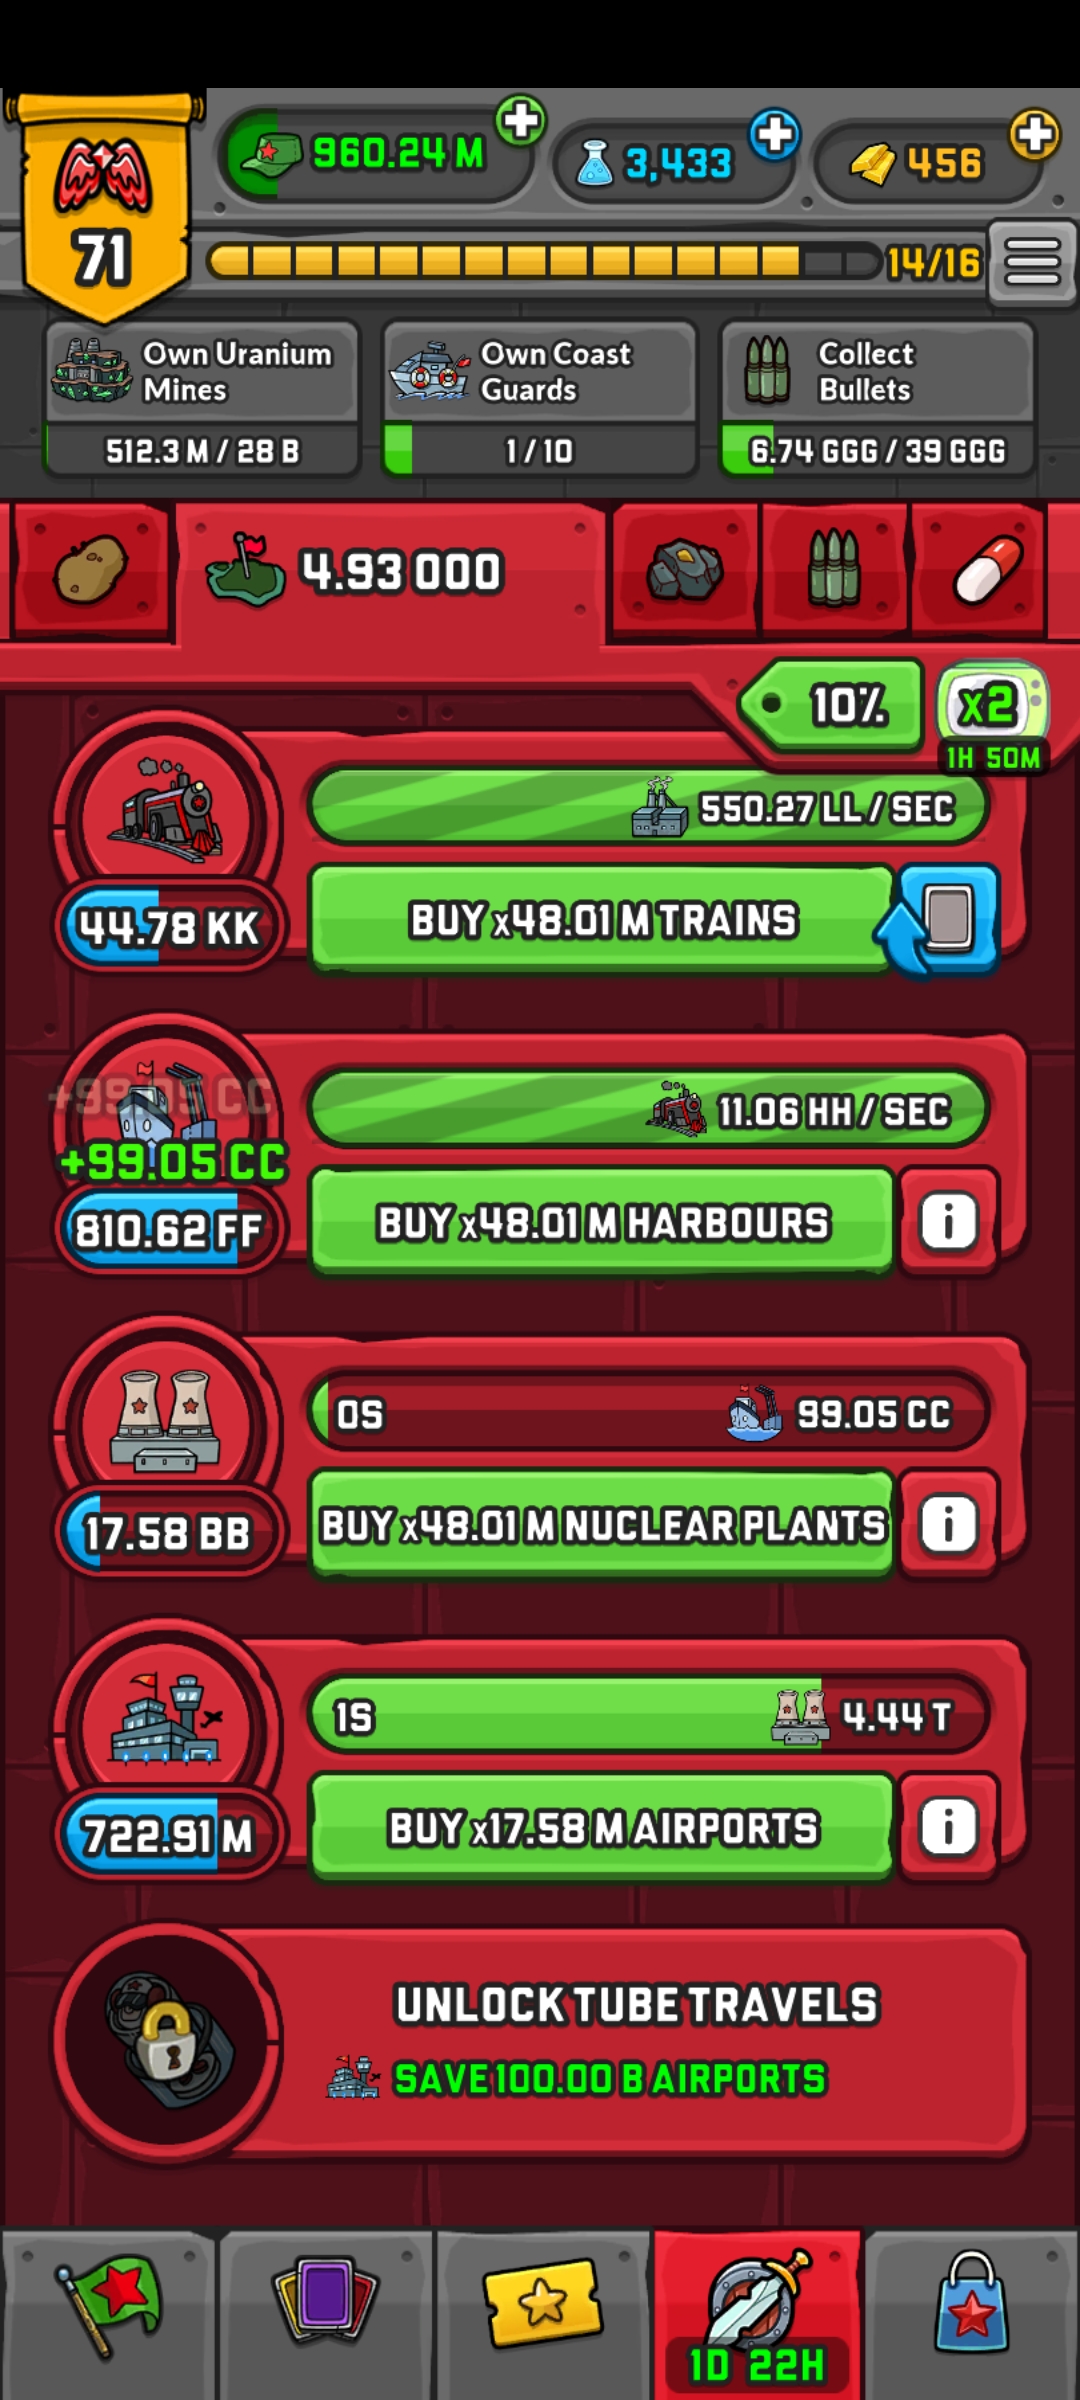 71
960.24 M
3,433
456
14/16
Own Uranium
Mines
512.3 M / 28 B
Own Coast
Guards
1 / 10
Collect
Bullets
6.74 GGG / 39 GGG
4.93 000
10%
x2
1H 50M
550.27 LL / SEC
44.78 KK
BUY x48.01 M TRAINS
+99.05 CC
11.06 HH / SEC
+99.05 CC
810.62 FF
BUY x48.01 M HARBOURS
i
0S
99.05 CC
17.58 BB
BUY x48.01 M NUCLEAR PLANTS
i
1S
4.44 T
722.91 M
BUY x17.58 M AIRPORTS
i
UNLOCK TUBE TRAVELS
SAVE 100.00 B AIRPORTS
1D 22H